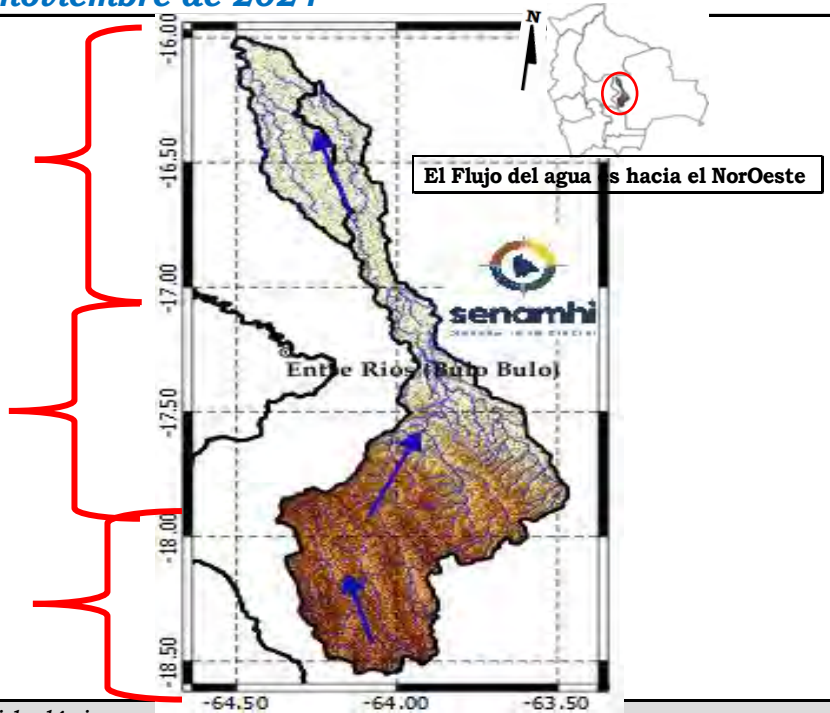 noviembre de 2024
N
El Flujo del agua es hacia el NorOeste
senamhi
Entre Rios (Bulo Bulo)
-16.00
-16.50
-17.00
-17.50
-18.00
-18.50
-64.50
-64.00
-63.50